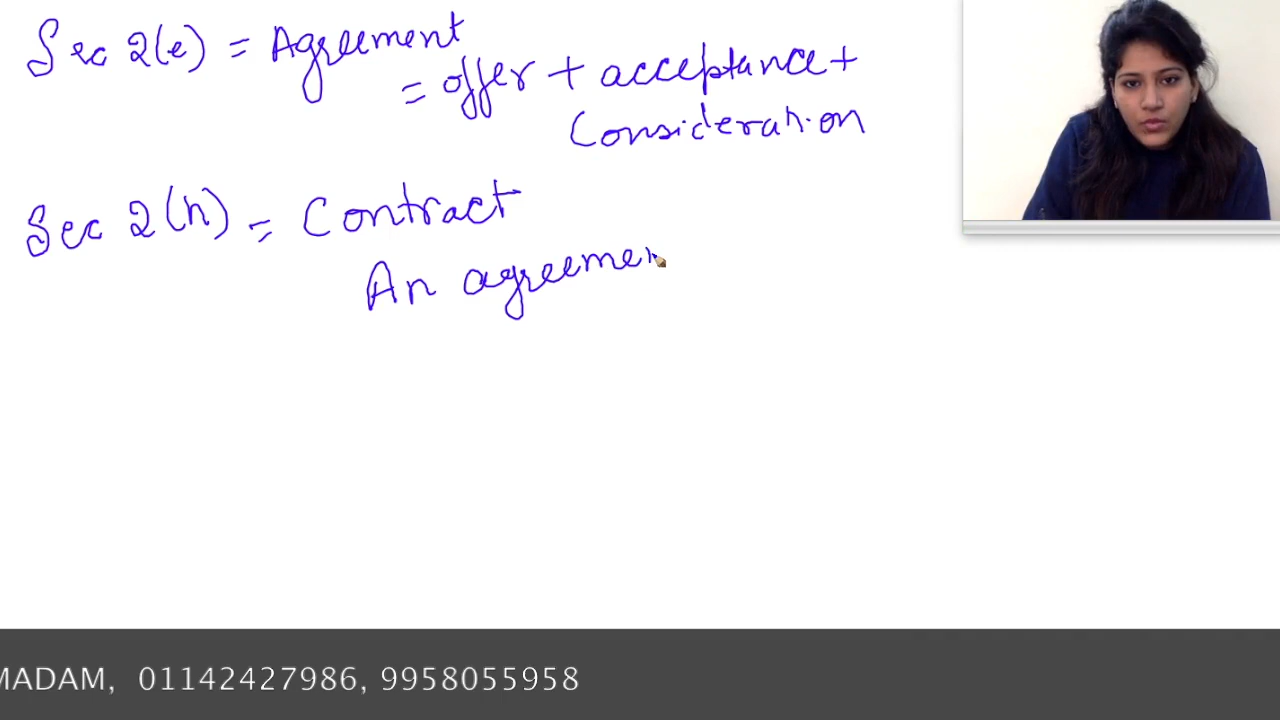 Sec 2(e) = Agreement
= offer + acceptance +
Consideration
Sec 2(h) = Contract
An agreemen
MADAM, 01142427986, 9958055958